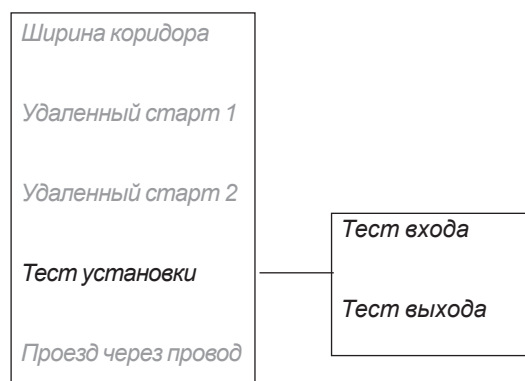 Ширина коридора
Удаленный старт 1
Удаленный старт 2
Тест установки
Проезд через провод
Тест входа
Тест выхода